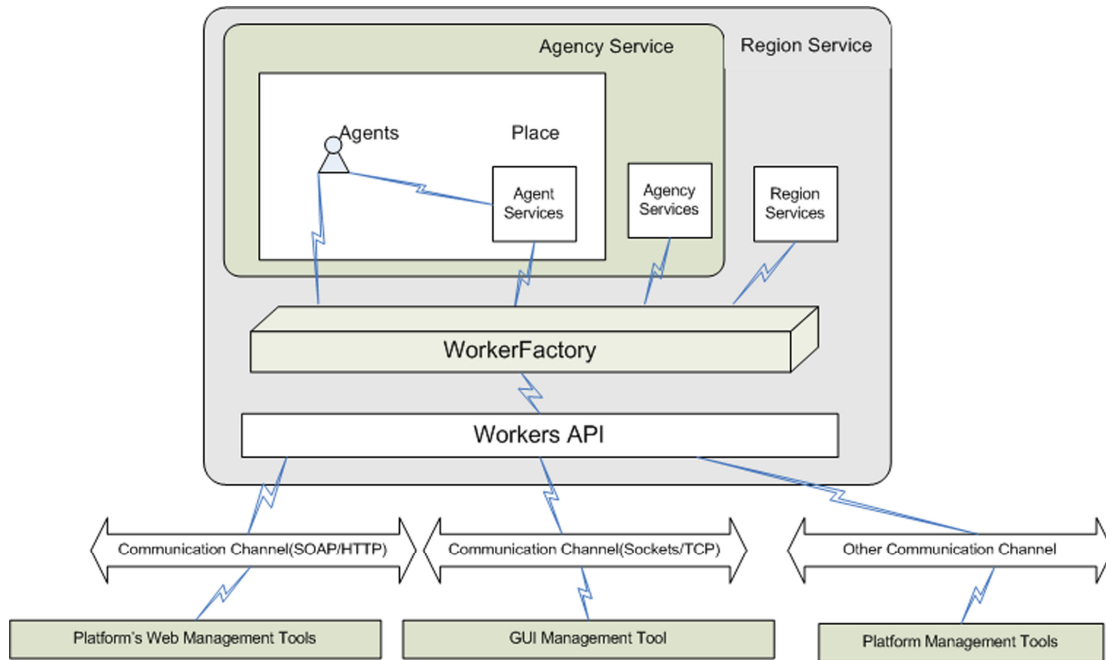 Agency Service
Region Service
Agents
Place
Agent
Services
Agency
Services
Region
Services
WorkerFactory
Workers API
Communication Channel(SOAP/HTTP)
Communication Channel(Sockets/TCP)
Other Communication Channel
Platform's Web Management Tools
GUI Management Tool
Platform Management Tools